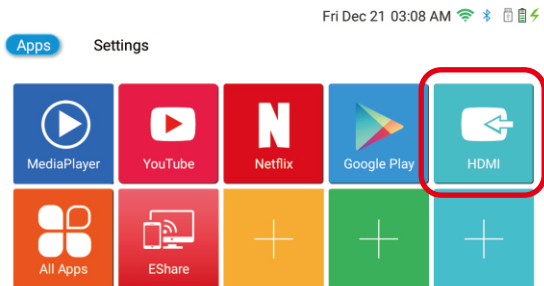 Fri Dec 21 03:08 AM
Apps Settings
MediaPlayer YouTube Netflix Google Play HDMI
All Apps EShare